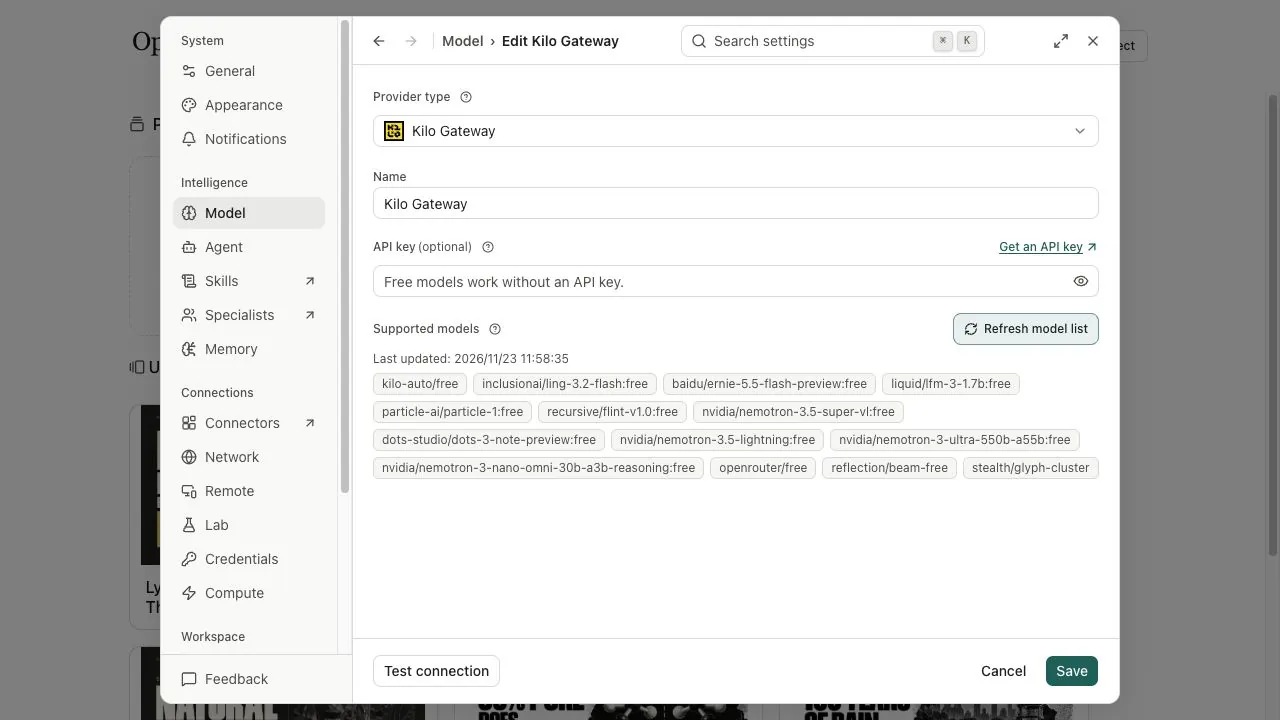 Op
ect
System
General
Appearance
Notifications
Intelligence
Model
Agent
Skills
Specialists
Memory
Connections
Connectors
Network
Remote
Lab
Credentials
Compute
Workspace
Feedback
Model › Edit Kilo Gateway
Search settings
⌘ K
Provider type
Kilo Gateway
Name
Kilo Gateway
API key (optional)
Get an API key
Free models work without an API key.
Supported models
Refresh model list
Last updated: 2026/11/23 11:58:35
kilo-auto/free inclusionai/ling-3.2-flash:free baidu/ernie-5.5-flash-preview:free liquid/lfm-3-1.7b:free
particle-ai/particle-1:free recursive/flint-v1.0:free nvidia/nemotron-3.5-super-vl:free
dots-studio/dots-3-note-preview:free nvidia/nemotron-3.5-lightning:free nvidia/nemotron-3-ultra-550b-a55b:free
nvidia/nemotron-3-nano-omni-30b-a3b-reasoning:free openrouter/free reflection/beam-free stealth/glyph-cluster
Test connection
Cancel
Save
P
U
Ly
Th
NATURAL